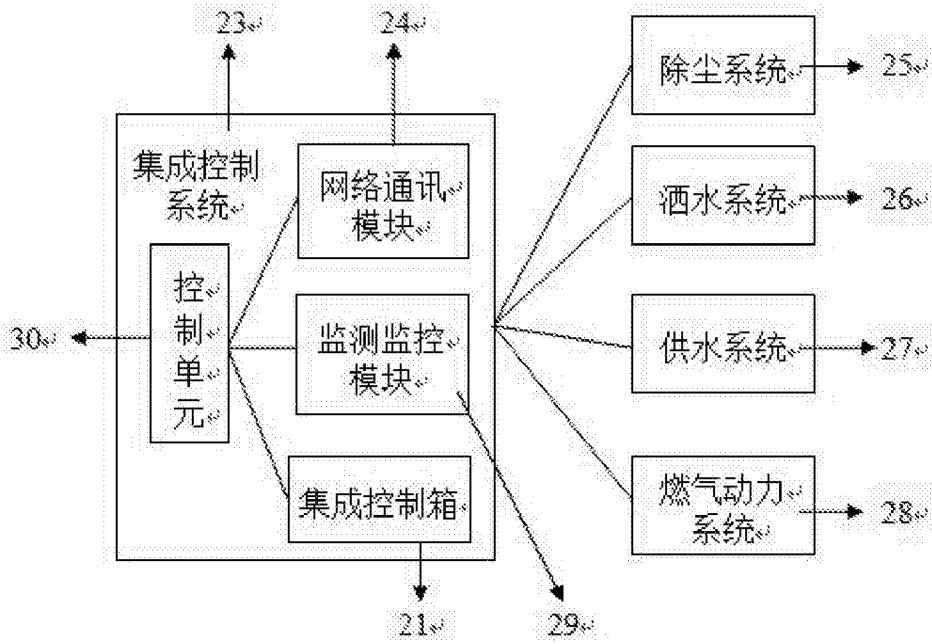 23
24
除尘系统
25
集成控制
系统
网络通讯
模块
洒水系统
26
控
制
单
元
30
监测监控
模块
供水系统
27
集成控制箱
燃气动力
系统
28
21
29